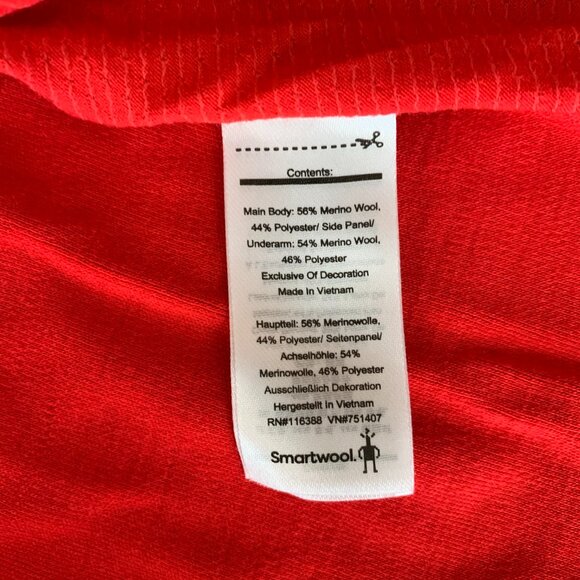 Contents:
Main Body: 56% Merino Wool,
44% Polyester/ Side Panel/
Underarm: 54% Merino Wool,
46% Polyester
Exclusive Of Decoration
Made In Vietnam
Hauptteil: 56% Merinowolle,
44% Polyester/ Seitenpanel/
Achselhöhle: 54%
Merinowolle, 46% Polyester
Ausschließlich Dekoration
Hergestellt in Vietnam
RN#116388 VN#751407
Smartwool.